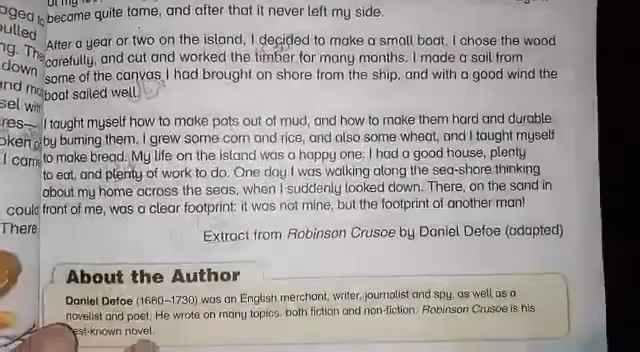 became quite tame, and after that it never left my side.
After a year or two on the island, I decided to make a small boat. I chose the wood
carefully, and cut and worked the timber for many months. I made a sail from
some of the canvas I had brought on shore from the ship, and with a good wind the
boat sailed well.
I taught myself how to make pots out of mud, and how to make them hard and durable
by burning them. I grew some corn and rice, and also some wheat, and I taught myself
to make bread. My life on the island was a happy one: I had a good house, plenty
to eat, and plenty of work to do. One day I was walking along the sea-shore thinking
about my home across the seas, when I suddenly looked down. There, on the sand in
front of me, was a clear footprint: it was not mine, but the footprint of another man!
Extract from Robinson Crusoe by Daniel Defoe (adapted)
About the Author
Daniel Defoe (1660–1730) was an English merchant, writer, journalist and spy, as well as a
novelist and poet. He wrote on many topics, both fiction and non-fiction. Robinson Crusoe is his
est-known novel.
down
I came
could
There